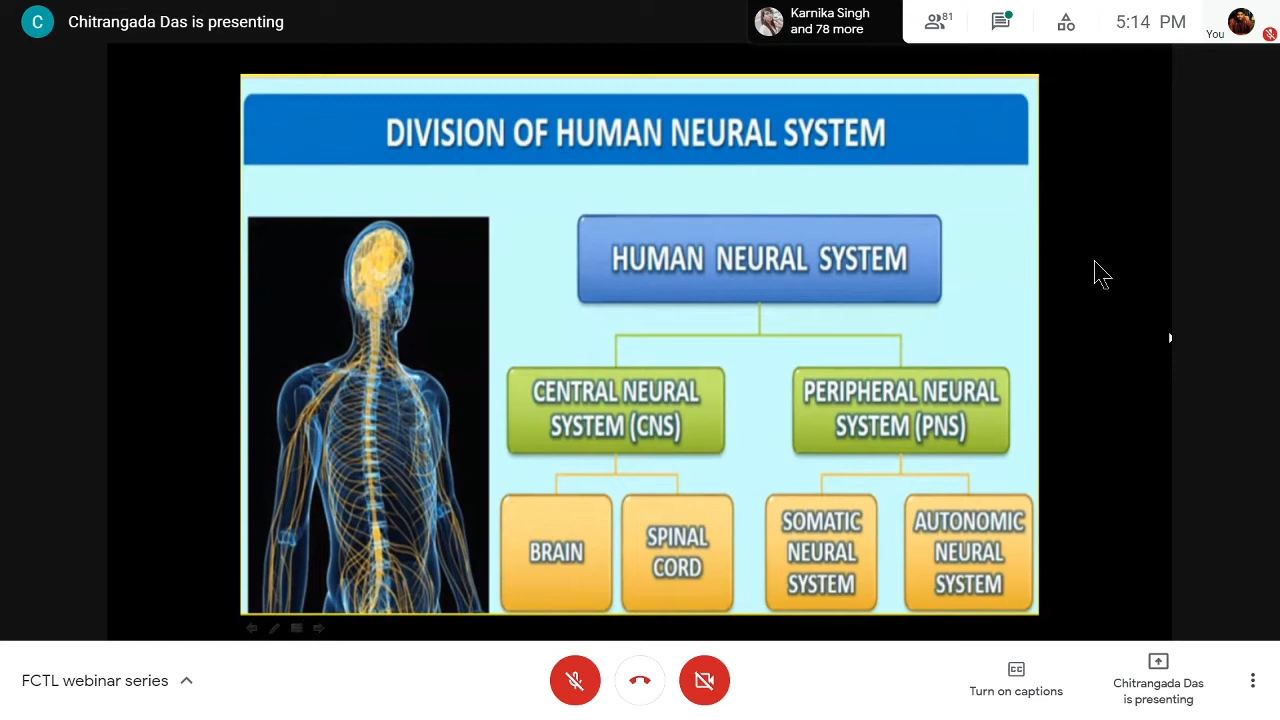 C
Chitrangada Das is presenting
Karnika Singh
and 78 more
81
5:14 PM
You
DIVISION OF HUMAN NEURAL SYSTEM
HUMAN NEURAL SYSTEM
CENTRAL NEURAL
SYSTEM (CNS)
PERIPHERAL NEURAL
SYSTEM (PNS)
BRAIN
SPINAL
CORD
SOMATIC
NEURAL
SYSTEM
AUTONOMIC
NEURAL
SYSTEM
FCTL webinar series
CC
Turn on captions
Chitrangada Das
is presenting